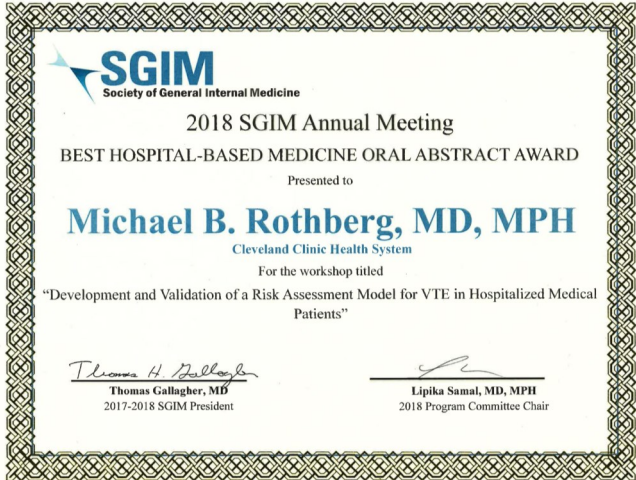 SGIM
Society of General Internal Medicine
2018 SGIM Annual Meeting
BEST HOSPITAL-BASED MEDICINE ORAL ABSTRACT AWARD
Presented to
Michael B. Rothberg, MD, MPH
Cleveland Clinic Health System
For the workshop titled
“Development and Validation of a Risk Assessment Model for VTE in Hospitalized Medical
Patients”
Thomas H. Gallagher
Thomas Gallagher, MD Lipika Samal, MD, MPH
2017-2018 SGIM President 2018 Program Committee Chair